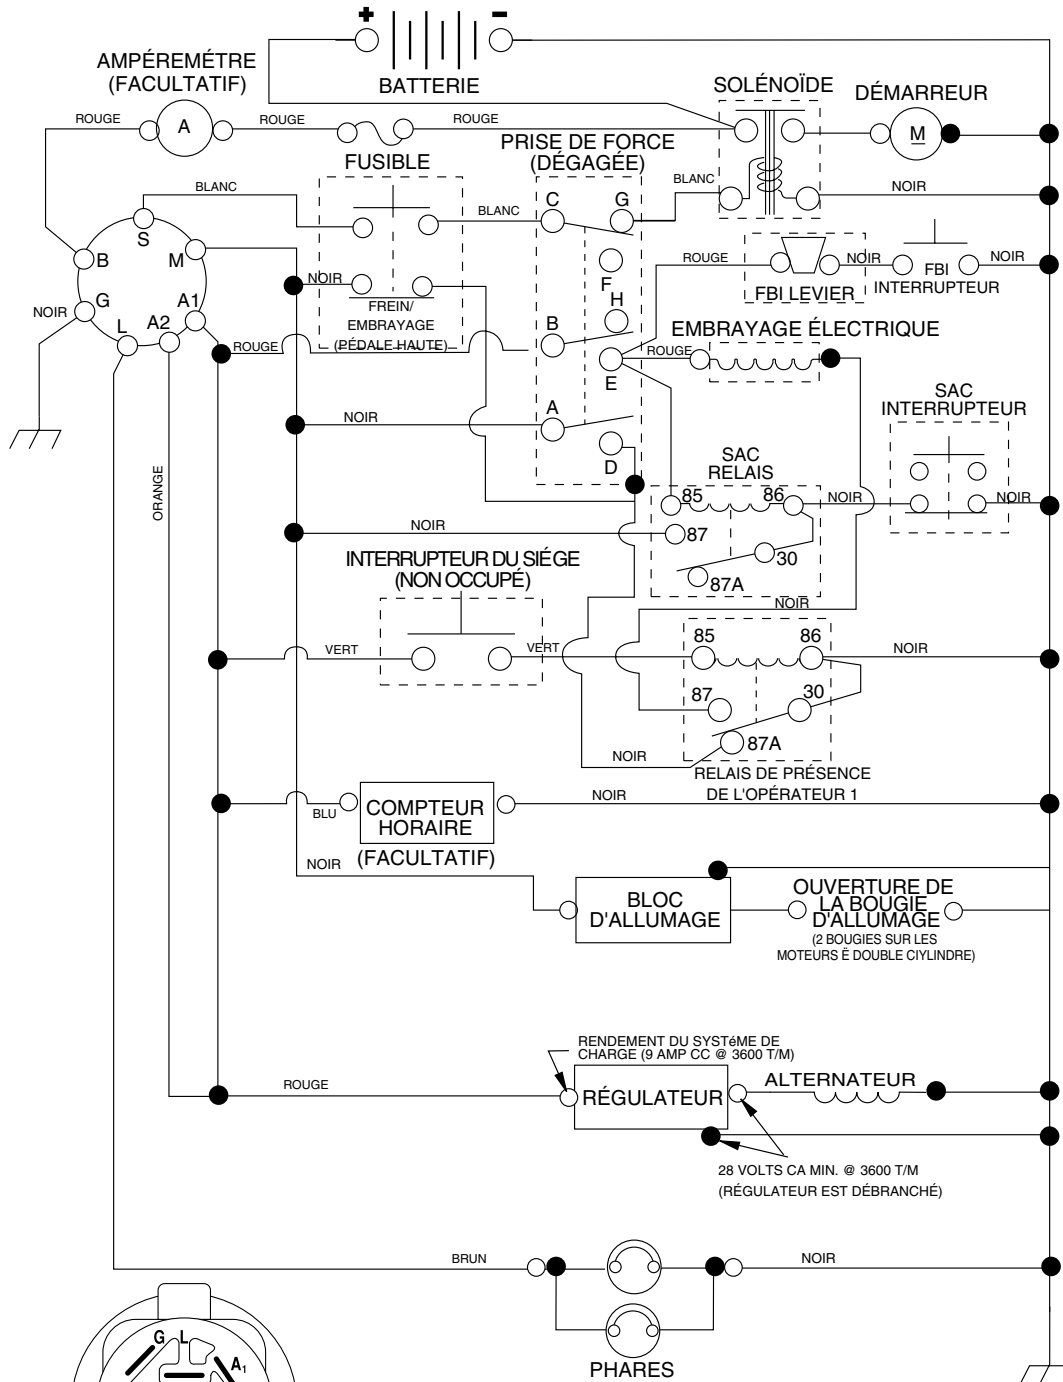 + -
BATTERIE
AMPÉREMÉTRE
(FACULTATIF)
SOLÉNOÏDE
DÉMARREUR
ROUGE
A
ROUGE
ROUGE
M
FUSIBLE
PRISE DE FORCE
(DÉGAGÉE)
BLANC
BLANC
C
G
BLANC
NOIR
S
B
M
G
A1
L
A2
NOIR
NOIR
FREIN/
EMBRAYAGE
(PÉDALE HAUTE)
F
H
ROUGE
NOIR
FBI
INTERRUPTEUR
NOIR
FBI LEVIER
ROUGE
B
E
ROUGE
EMBRAYAGE ÉLECTRIQUE
NOIR
A
D
SAC
INTERRUPTEUR
ORANGE
SAC
RELAIS
85
86
NOIR
NOIR
NOIR
87
30
87A
INTERRUPTEUR DU SIÉGE
(NON OCCUPÉ)
NOIR
VERT
VERT
85
86
NOIR
87
30
87A
NOIR
RELAIS DE PRÉSENCE
DE L'OPÉRATEUR 1
BLU
COMPTEUR
HORAIRE
(FACULTATIF)
NOIR
NOIR
BLOC
D'ALLUMAGE
OUVERTURE DE
LA BOUGIE
D'ALLUMAGE
(2 BOUGIES SUR LES
MOTEURS Ë DOUBLE CIYLINDRE)
RENDEMENT DU SYSTéME DE
CHARGE (9 AMP CC @ 3600 T/M)
ROUGE
RÉGULATEUR
ALTERNATEUR
28 VOLTS CA MIN. @ 3600 T/M
(RÉGULATEUR EST DÉBRANCHÉ)
BRUN
NOIR
PHARES
G L
A₁